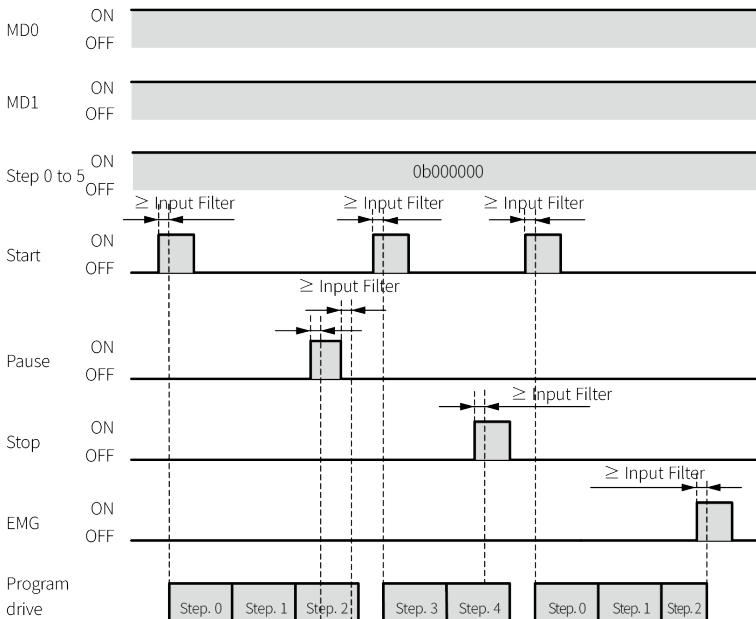 MD0 ON
OFF
MD1 ON
OFF
Step 0 to 5 ON
OFF
0b000000
≥ Input Filter ≥ Input Filter ≥ Input Filter
Start ON
OFF
≥ Input Filter
Pause ON
OFF
≥ Input Filter
Stop ON
OFF
≥ Input Filter
EMG ON
OFF
Program
drive
Step. 0 Step. 1 Step. 2 Step. 3 Step. 4 Step. 0 Step. 1 Step. 2